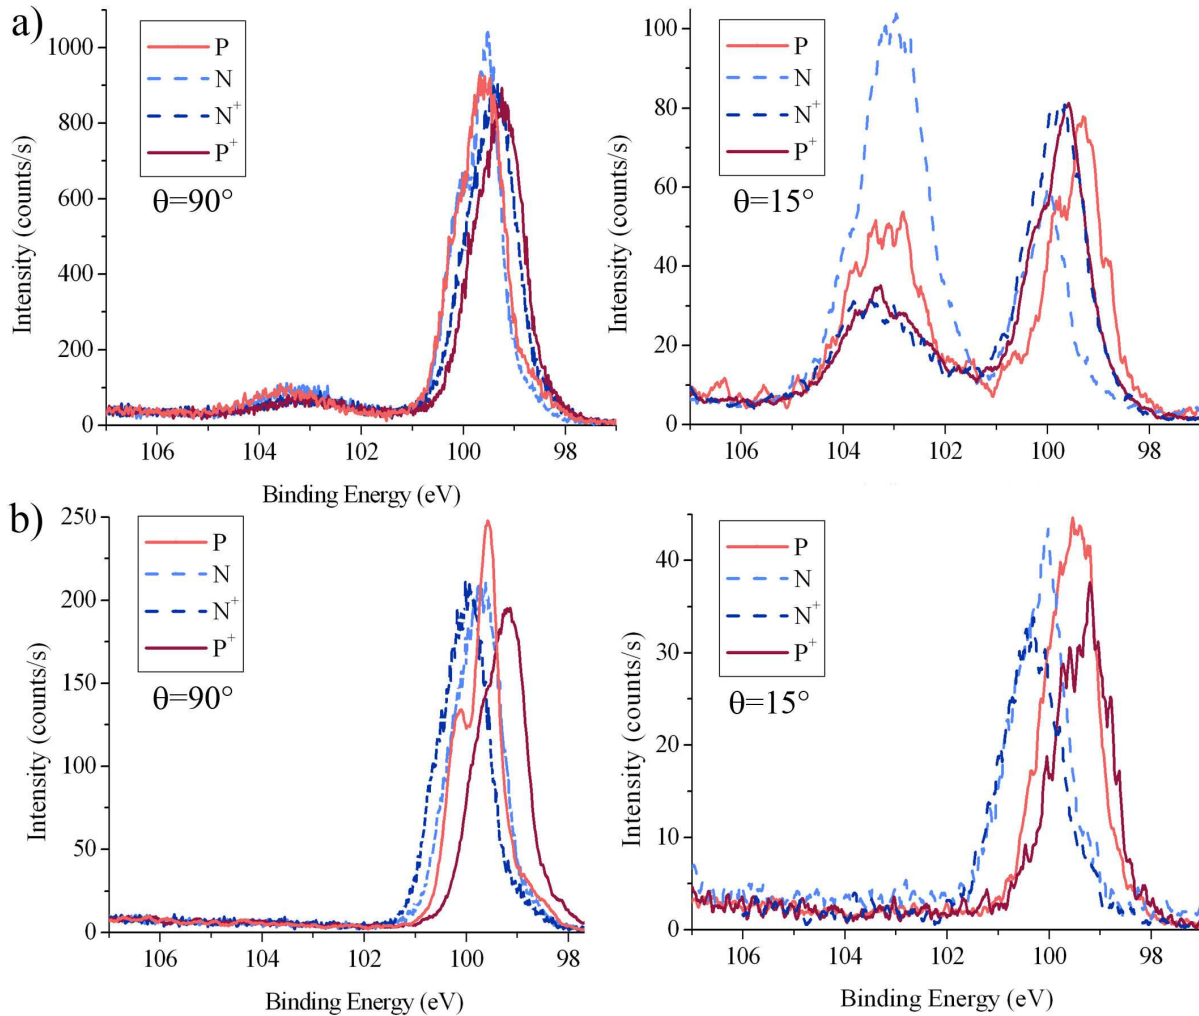 a)
Intensity (counts/s)
1000
800
600
400
200
0
P
N
N+
P+
θ=90°
106 104 102 100 98
Binding Energy (eV)
Intensity (counts/s)
100
80
60
40
20
0
P
N
N+
P+
θ=15°
106 104 102 100 98
b)
Intensity (counts/s)
250
200
150
100
50
0
P
N
N+
P+
θ=90°
106 104 102 100 98
Binding Energy (eV)
Intensity (counts/s)
40
30
20
10
0
P
N
N+
P+
θ=15°
106 104 102 100 98
Binding Energy (eV)